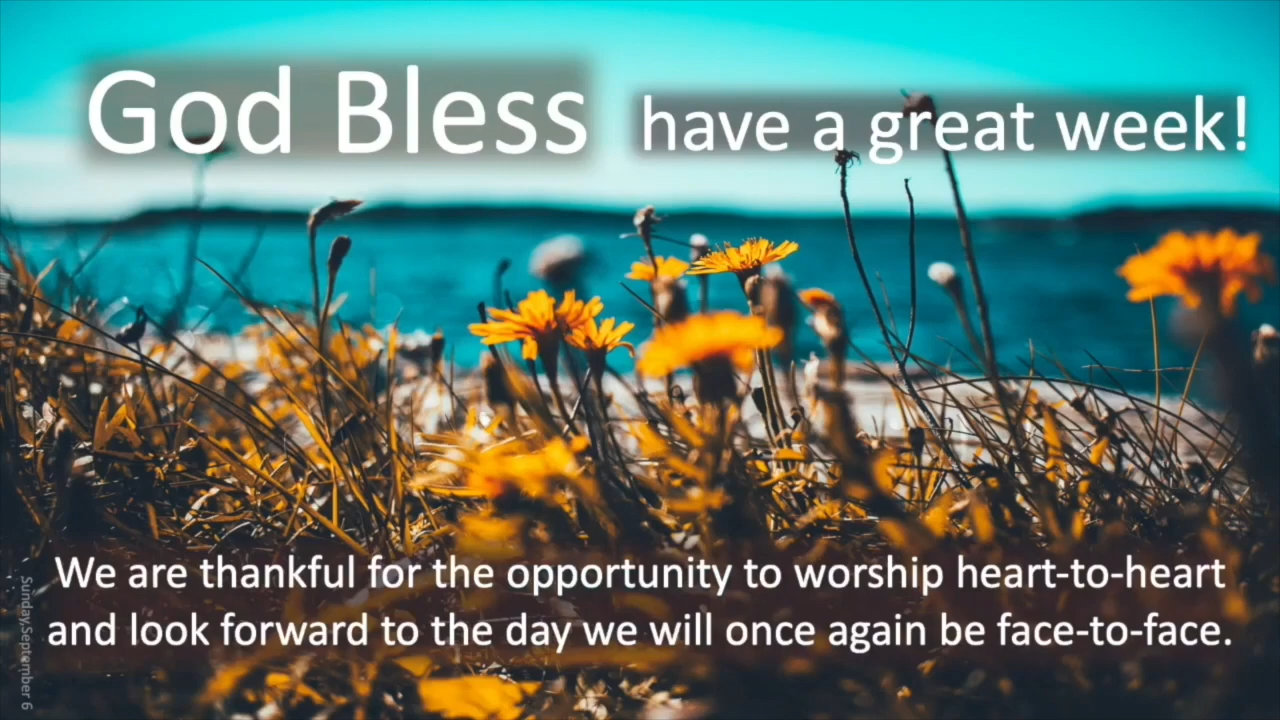 God Bless have a great week!
We are thankful for the opportunity to worship heart-to-heart
and look forward to the day we will once again be face-to-face.
Sunday,September 6